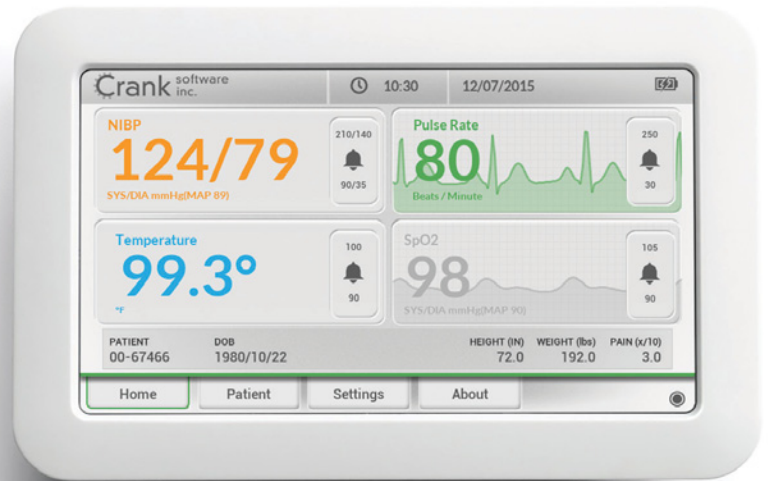 Crank software inc.
10:30
12/07/2015
NIBP
124/79
SYS/DIA mmHg(MAP 89)
210/140
90/35
Pulse Rate
80
Beats / Minute
250
30
Temperature
99.3°
°F
100
90
SpO2
98
SYS/DIA mmHg(MAP 90)
105
90
PATIENT DOB HEIGHT (IN) WEIGHT (lbs) PAIN (x/10)
00-67466 1980/10/22 72.0 192.0 3.0
Home Patient Settings About